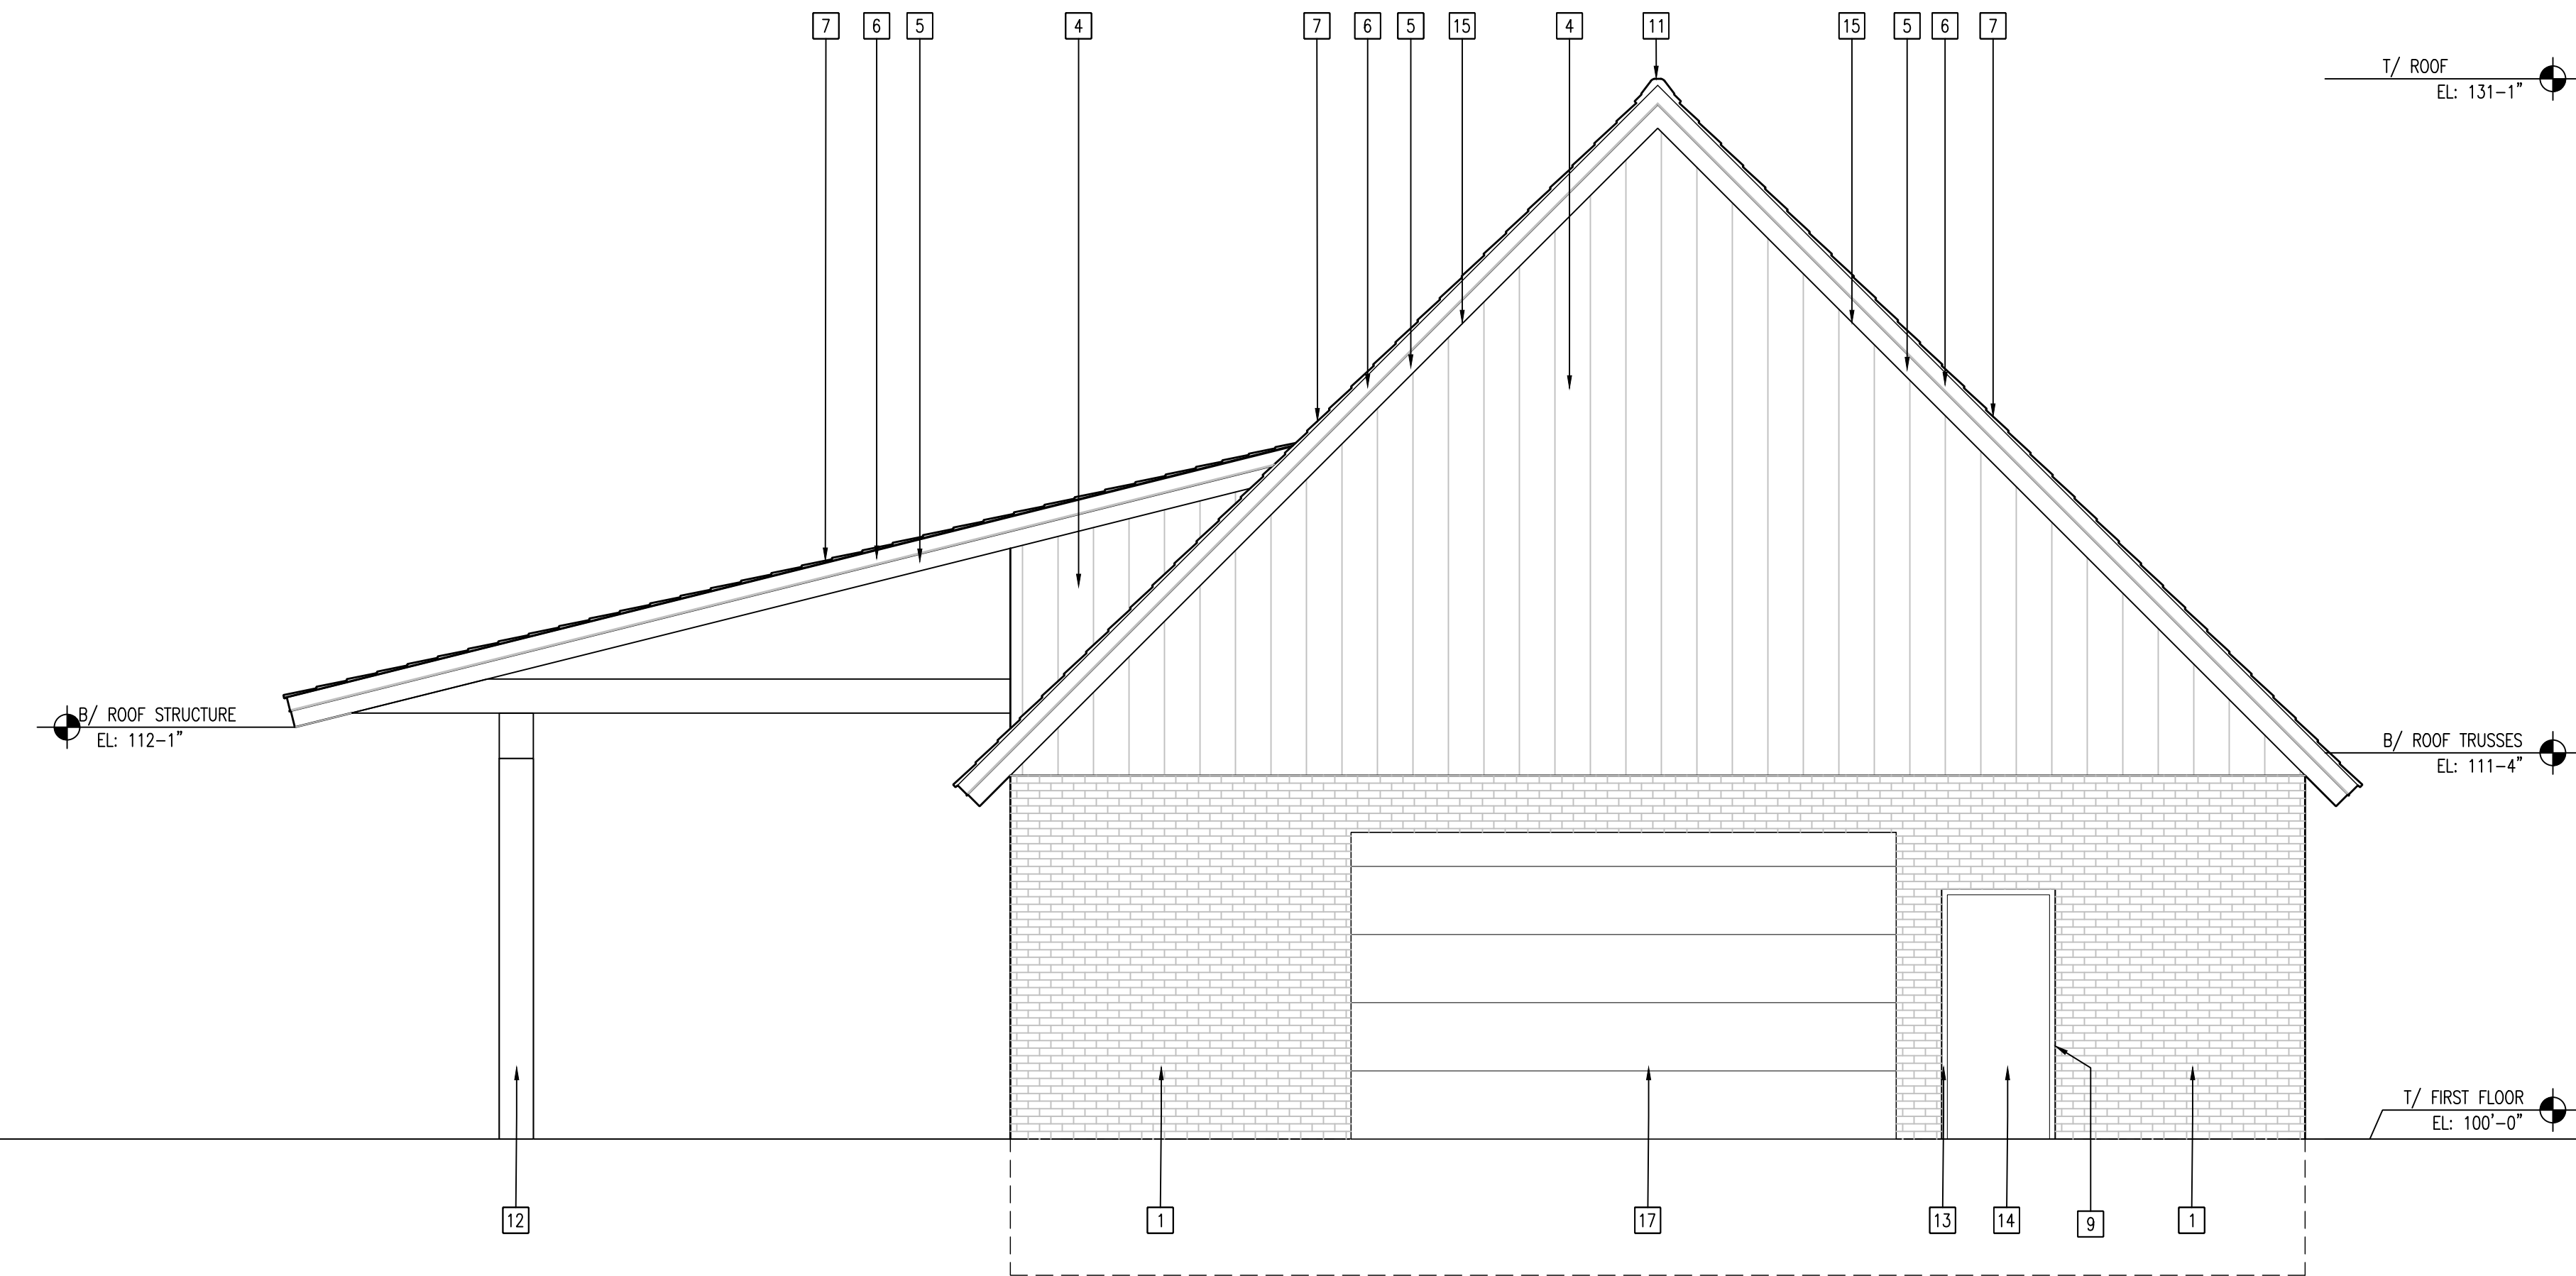 7 6 5 4 7 6 5 15 4 11 15 5 6 7
T/ ROOF
EL: 131-1"
B/ ROOF STRUCTURE
EL: 112-1"
B/ ROOF TRUSSES
EL: 111-4"
T/ FIRST FLOOR
EL: 100'-0"
12 1 17 13 14 9 1